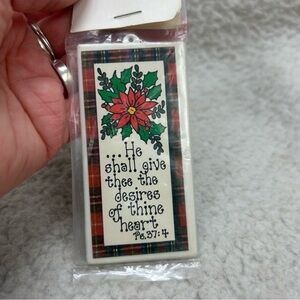 ....He
shall give
thee the
desires
of thine
heart
Ps. 37:4